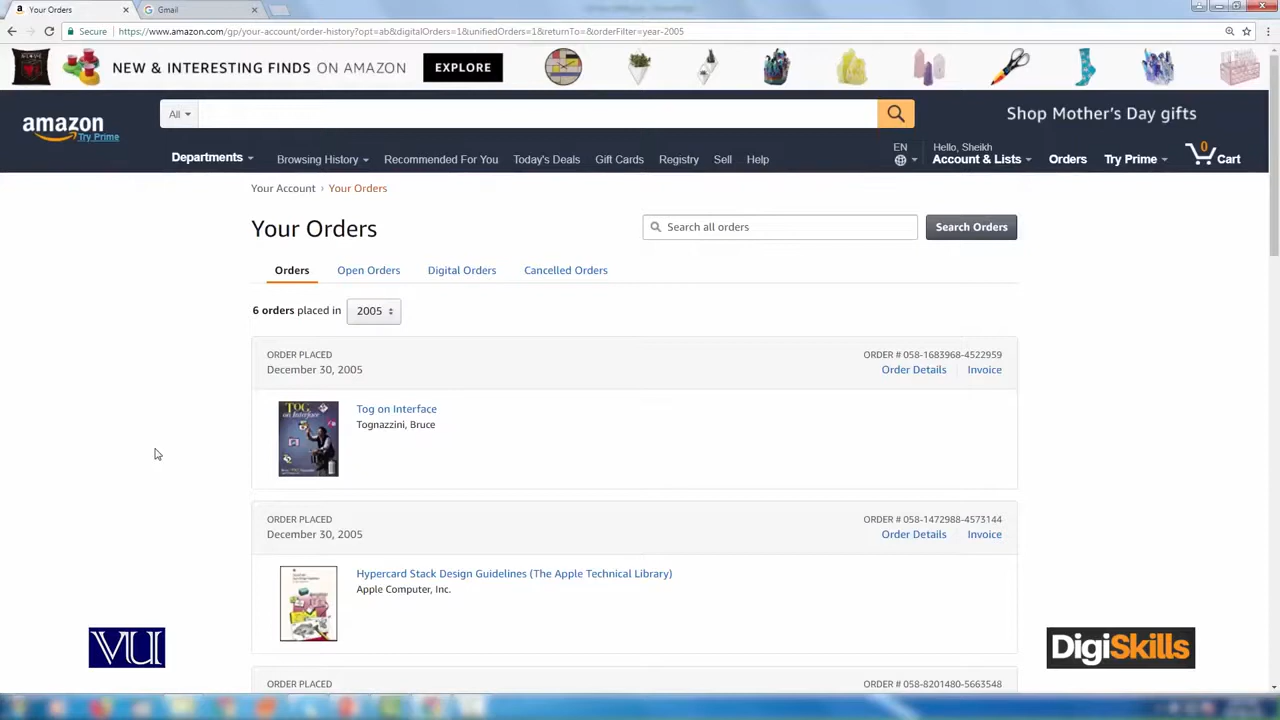 Your Orders
Gmail
Secure https://www.amazon.com/gp/your-account/order-history?opt=ab&digitalOrders=1&unifiedOrders=1&returnTo=&orderFilter=year-2005
NEW & INTERESTING FINDS ON AMAZON EXPLORE
amazon
Try Prime
All
Shop Mother's Day gifts
Departments Browsing History Recommended For You Today's Deals Gift Cards Registry Sell Help
EN
Hello, Sheikh
Account & Lists Orders Try Prime 0 Cart
Your Account › Your Orders
Your Orders
Search all orders Search Orders
Orders Open Orders Digital Orders Cancelled Orders
6 orders placed in 2005
ORDER PLACED ORDER # 058-1683968-4522959
December 30, 2005 Order Details Invoice
TOG on Interface
Tog on Interface
Tognazzini, Bruce
ORDER PLACED ORDER # 058-1472988-4573144
December 30, 2005 Order Details Invoice
Hypercard Stack Design Guidelines (The Apple Technical Library)
Apple Computer, Inc.
VU
DigiSkills
ORDER PLACED ORDER # 058-8201480-5663548